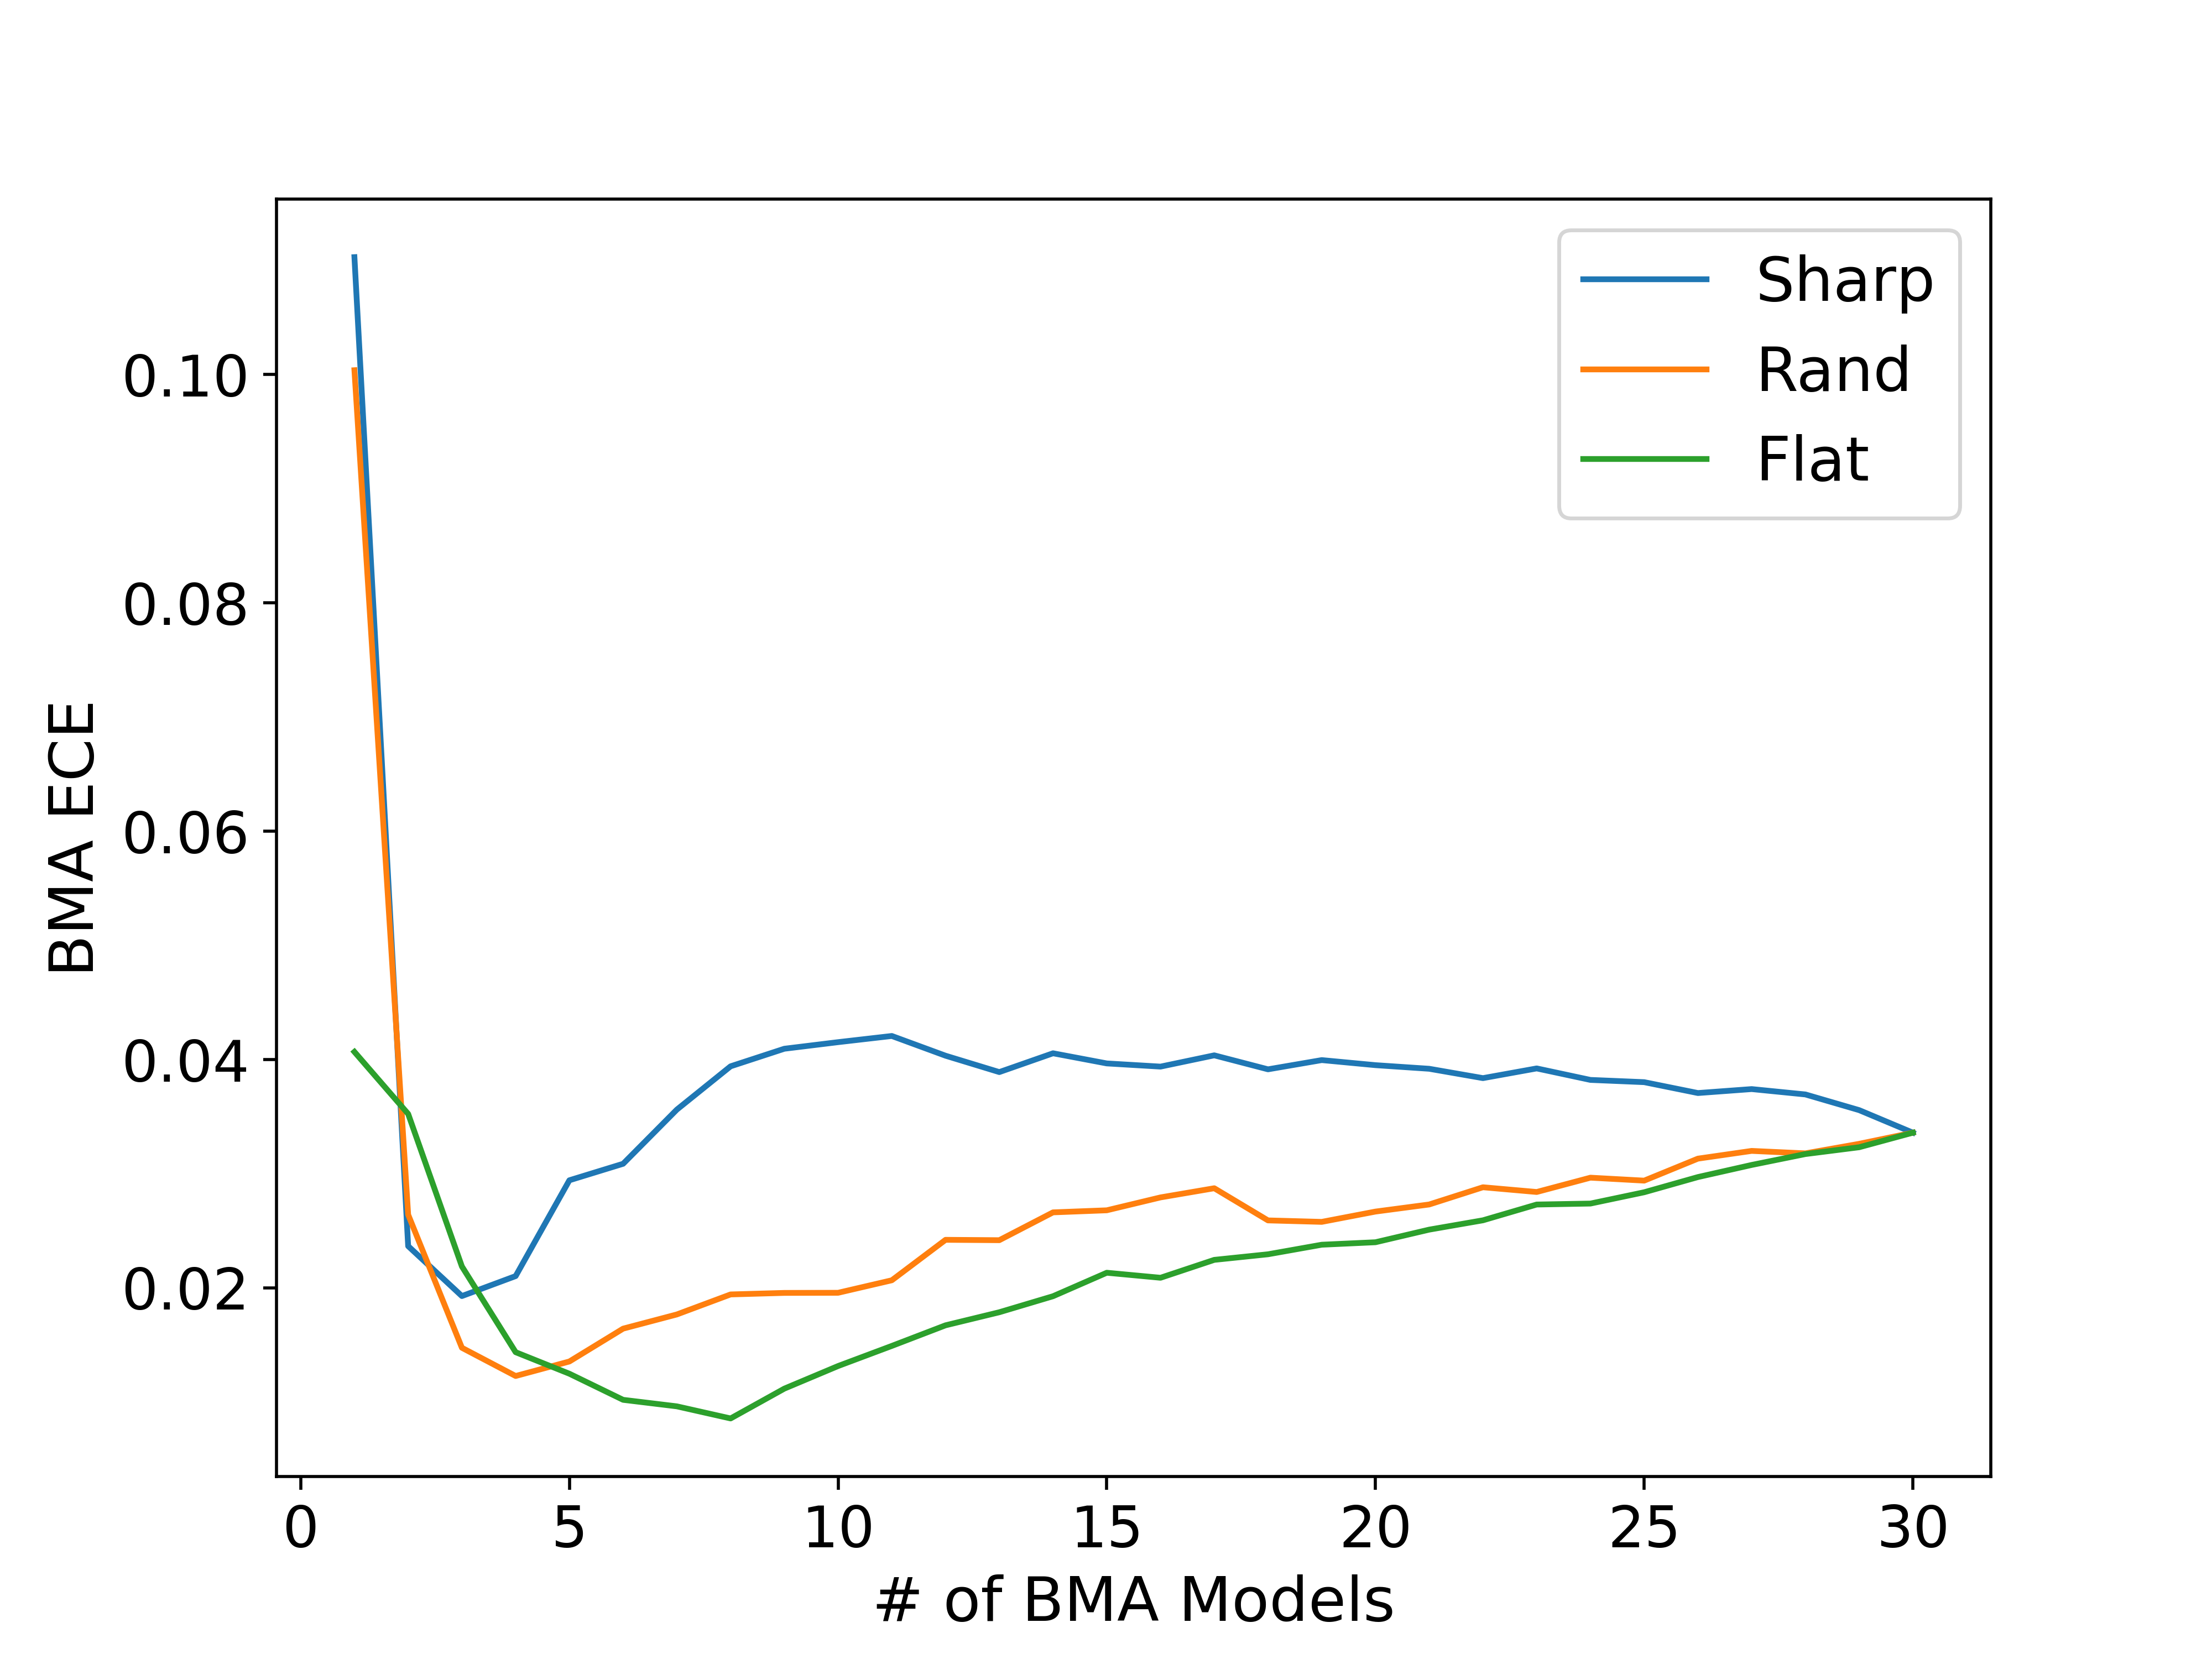 Sharp
Rand
Flat
0.10
0.08
0.06
0.04
0.02
BMA ECE
0 5 10 15 20 25 30
# of BMA Models